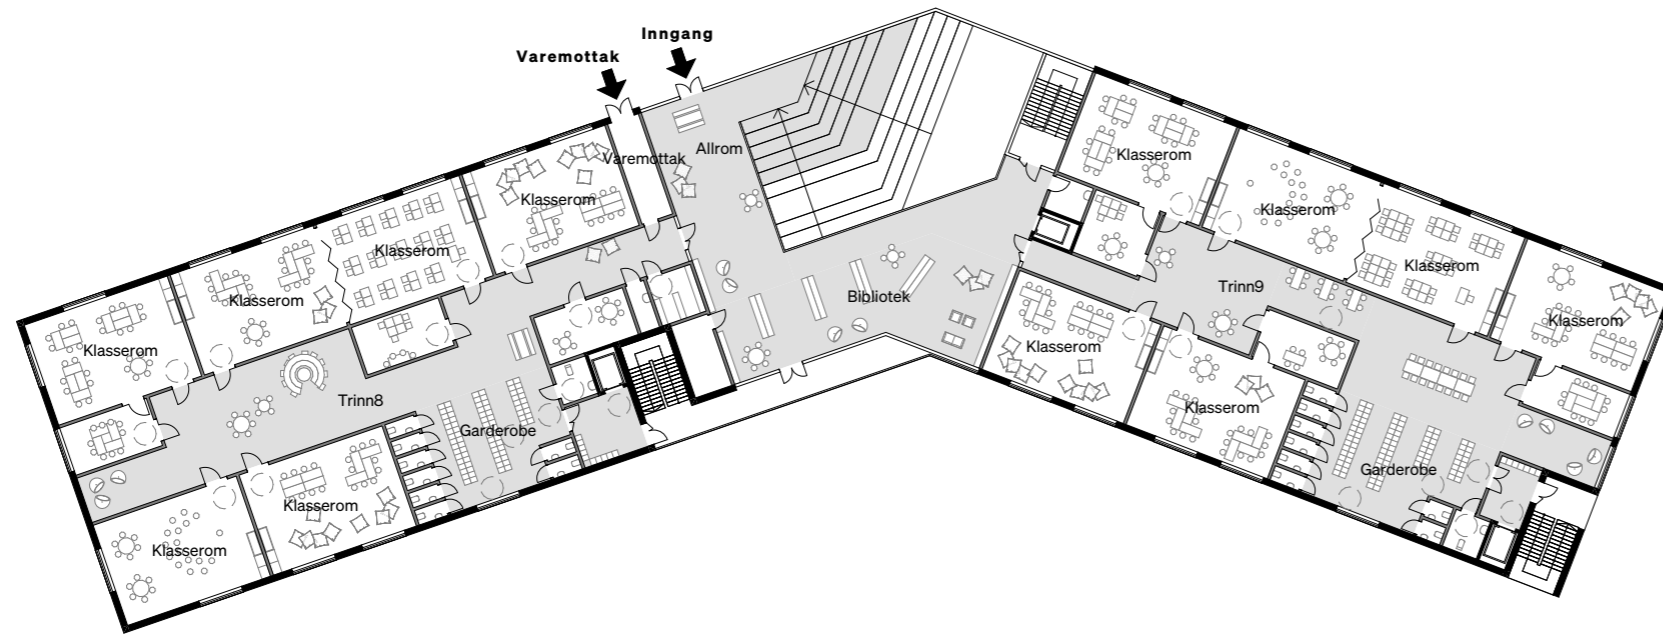 Inngang
Varemottak
Allrom
Varemottak
Klasserom
Klasserom
Klasserom
Klasserom
Trinn8
Garderobe
Klasserom
Klasserom
Bibliotek
Klasserom
Klasserom
Klasserom
Klasserom
Trinn9
Klasserom
Klasserom
Garderobe